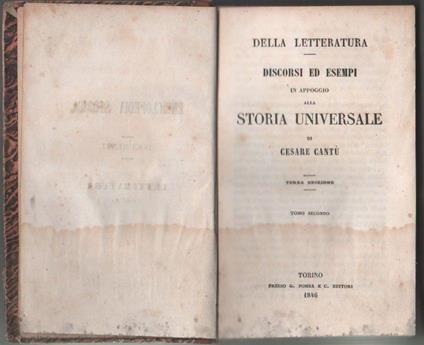 DELLA LETTERATURA
DISCORSI ED ESEMPI
IN APPOGGIO
ALLA
STORIA UNIVERSALE
DI
CESARE CANTÙ
TERZA EDIZIONE
TOMO SECONDO
TORINO
PRESSO G. POMBA E C. EDITORI
1846